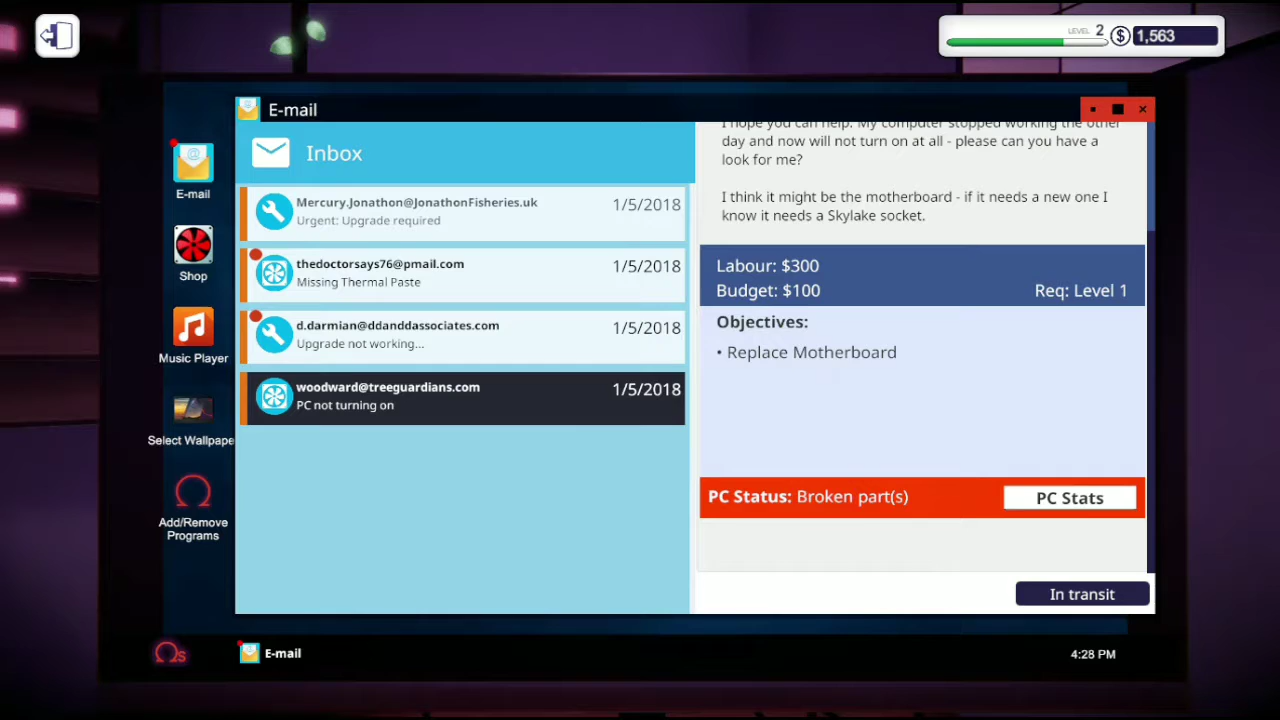 LEVEL 2
$ 1,563
E-mail
E-mail
Shop
Music Player
Select Wallpape
Add/Remove
Programs
Inbox
Mercury.Jonathon@JonathonFisheries.uk 1/5/2018
Urgent: Upgrade required
thedoctorsays76@pmail.com 1/5/2018
Missing Thermal Paste
d.darmian@ddanddassociates.com 1/5/2018
Upgrade not working...
woodward@treeguardians.com 1/5/2018
PC not turning on
I hope you can help. My computer stopped working the other
day and now will not turn on at all - please can you have a
look for me?
I think it might be the motherboard - if it needs a new one I
know it needs a Skylake socket.
Labour: $300
Budget: $100 Req: Level 1
Objectives:
• Replace Motherboard
PC Status: Broken part(s) PC Stats
In transit
Ωs E-mail 4:28 PM